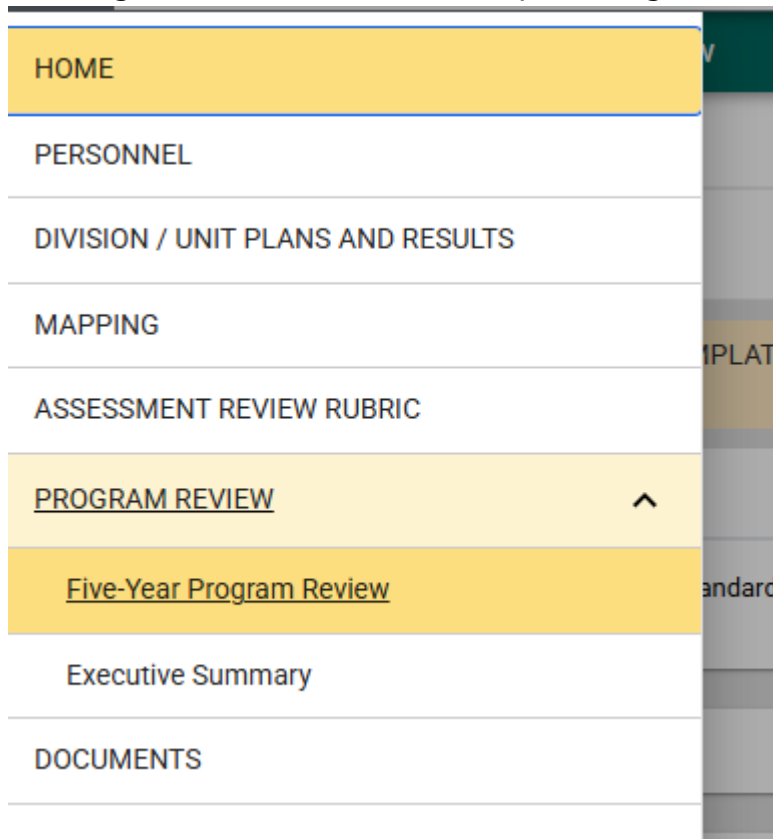 HOME
PERSONNEL
DIVISION / UNIT PLANS AND RESULTS
MAPPING
ASSESSMENT REVIEW RUBRIC
PROGRAM REVIEW
Five-Year Program Review
Executive Summary
DOCUMENTS